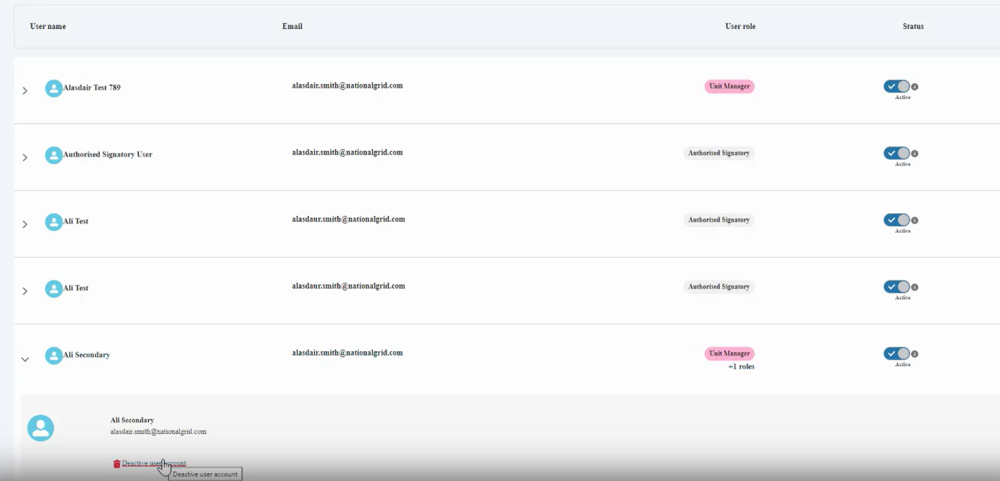 User name Email User role Status
Alasdair Test 789 alasdair.smith@nationalgrid.com Unit Manager
Active
Authorised Signatory User alasdair.smith@nationalgrid.com Authorised Signatory
Active
Ali Test alasdaur.smith@nationalgrid.com Authorised Signatory
Active
Ali Test alasdaur.smith@nationalgrid.com Authorised Signatory
Active
Ali Secondary alasdair.smith@nationalgrid.com Unit Manager
+1 roles Active
Ali Secondary
alasdair.smith@nationalgrid.com
Deactive user account
Deactive user account